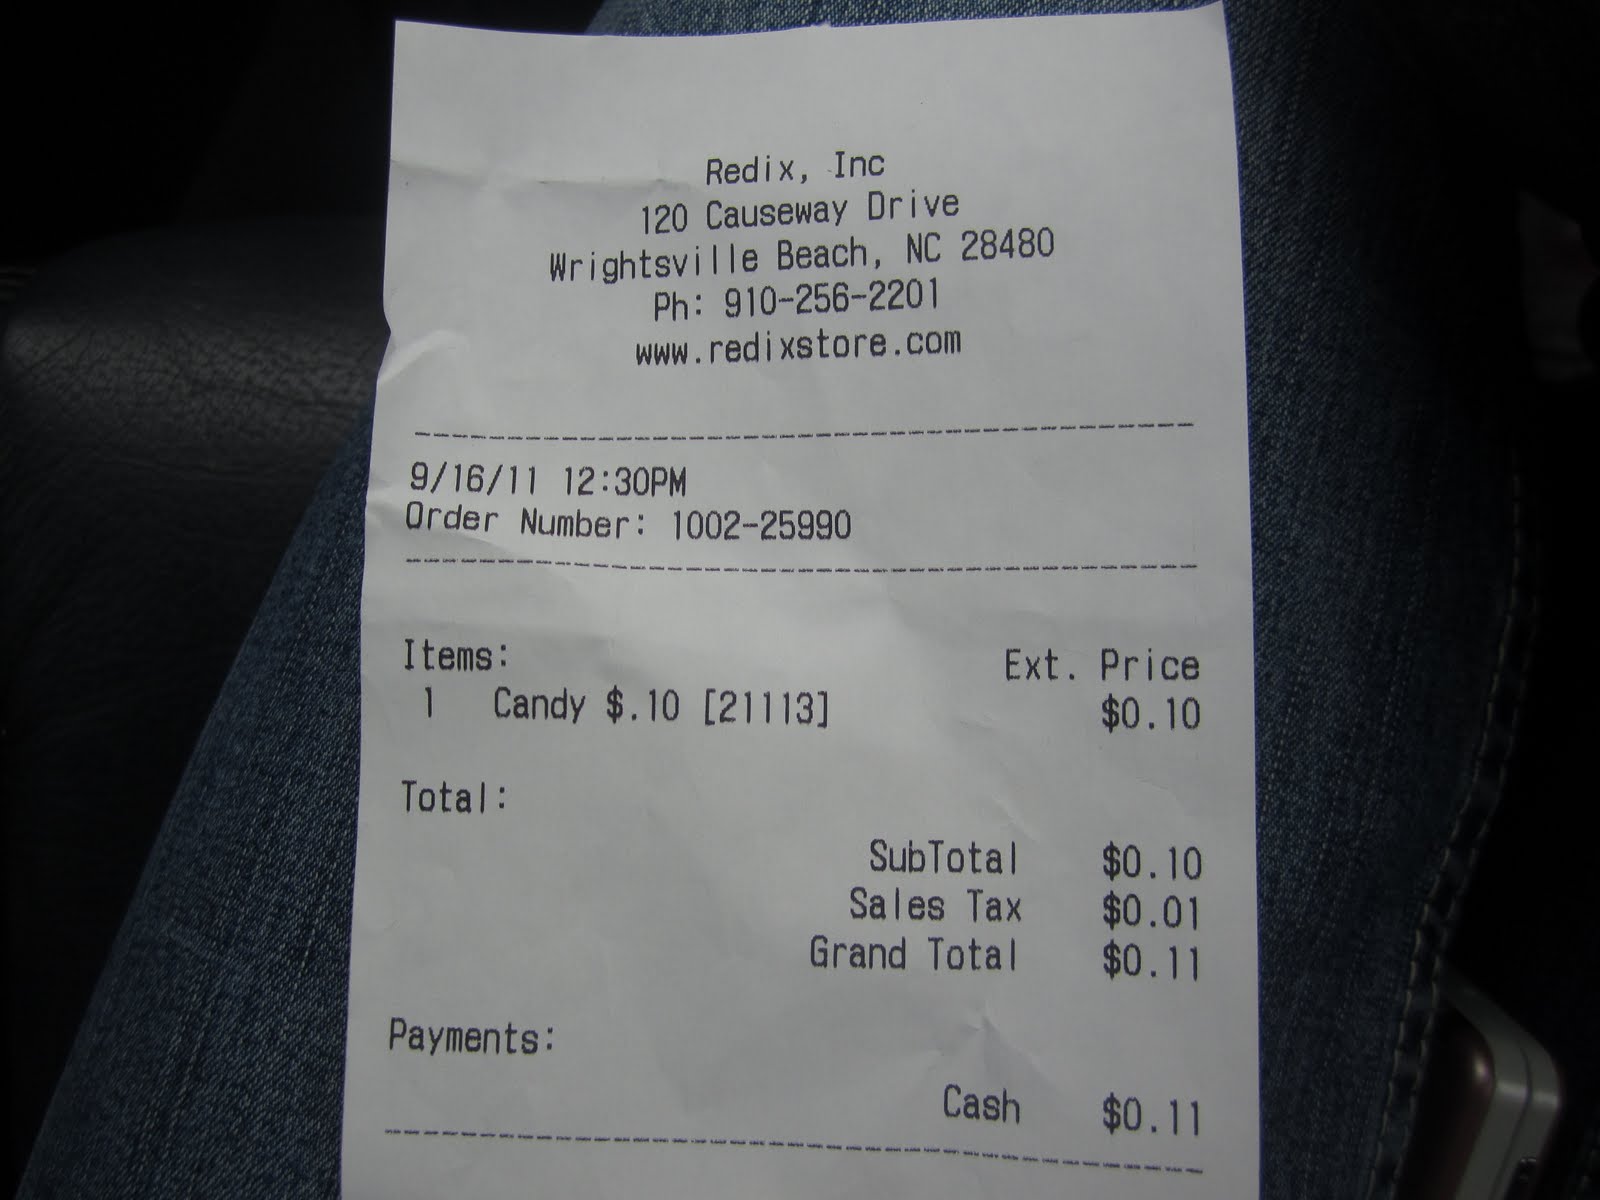 Redix, Inc
120 Causeway Drive
Wrightsville Beach, NC 28480
Ph: 910-256-2201
www.redixstore.com
9/16/11 12:30PM
Order Number: 1002-25990
Items: Ext. Price
1 Candy $.10 [21113] $0.10
Total:
SubTotal $0.10
Sales Tax $0.01
Grand Total $0.11
Payments:
Cash $0.11